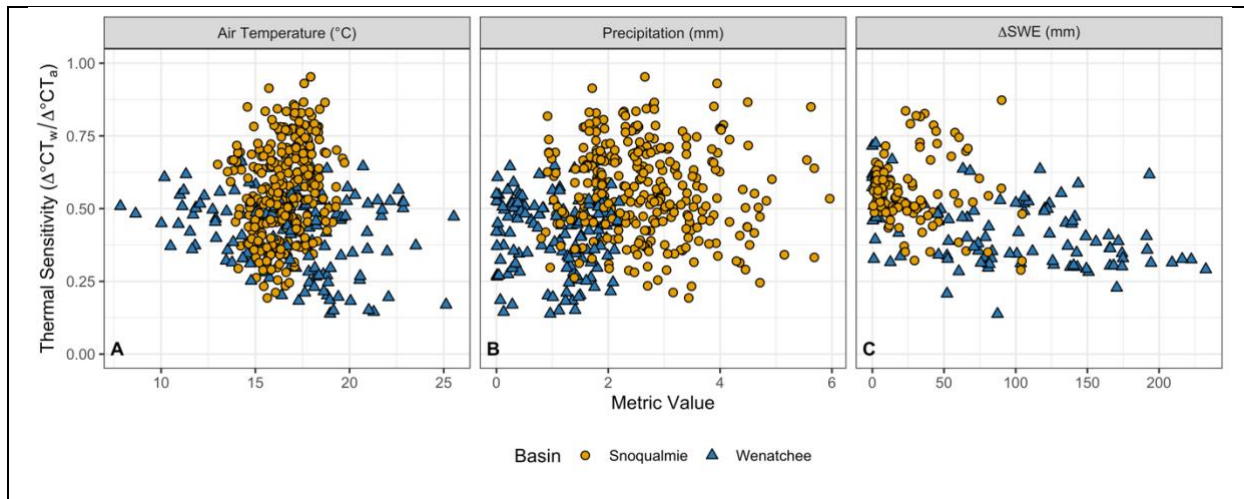 Air Temperature (°C) Precipitation (mm) ΔSWE (mm)
Thermal Sensitivity (Δ°CTw/Δ°CTa)
1.00
0.75
0.50
0.25
0.00
A B C
10 15 20 25 0 2 4 6 0 50 100 150 200
Metric Value
Basin Snoqualmie Wenatchee